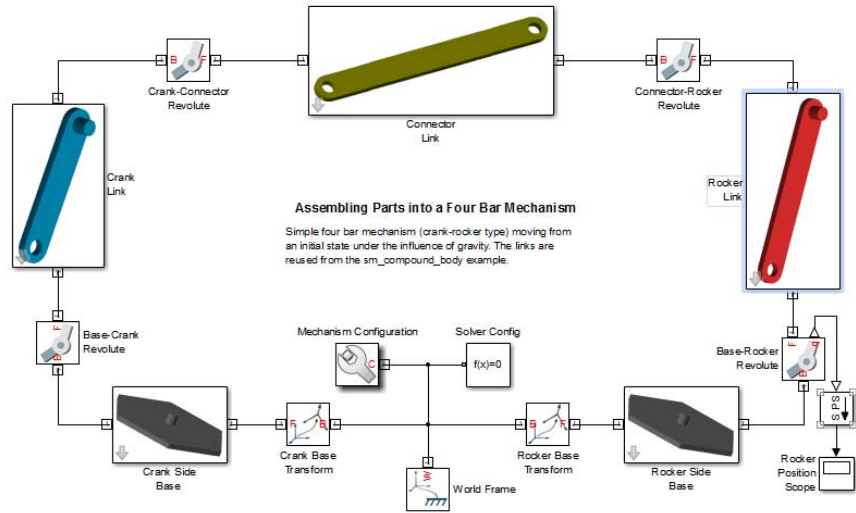 B F
Crank-Connector
Revolute
Connector
Link
B F
Connector-Rocker
Revolute
Crank
Link
Rocker
Link
Assembling Parts into a Four Bar Mechanism
Simple four bar mechanism (crank-rocker type) moving from
an initial state under the influence of gravity. The links are
reused from the sm_compound_body example.
F
B
Base-Crank
Revolute
Mechanism Configuration
C
Solver Config
f(x)=0
F q
B
Base-Rocker
Revolute
S PS
Crank Side
Base
F B
Crank Base
Transform
W
World Frame
B F
Rocker Base
Transform
Rocker Side
Base
Rocker
Position
Scope